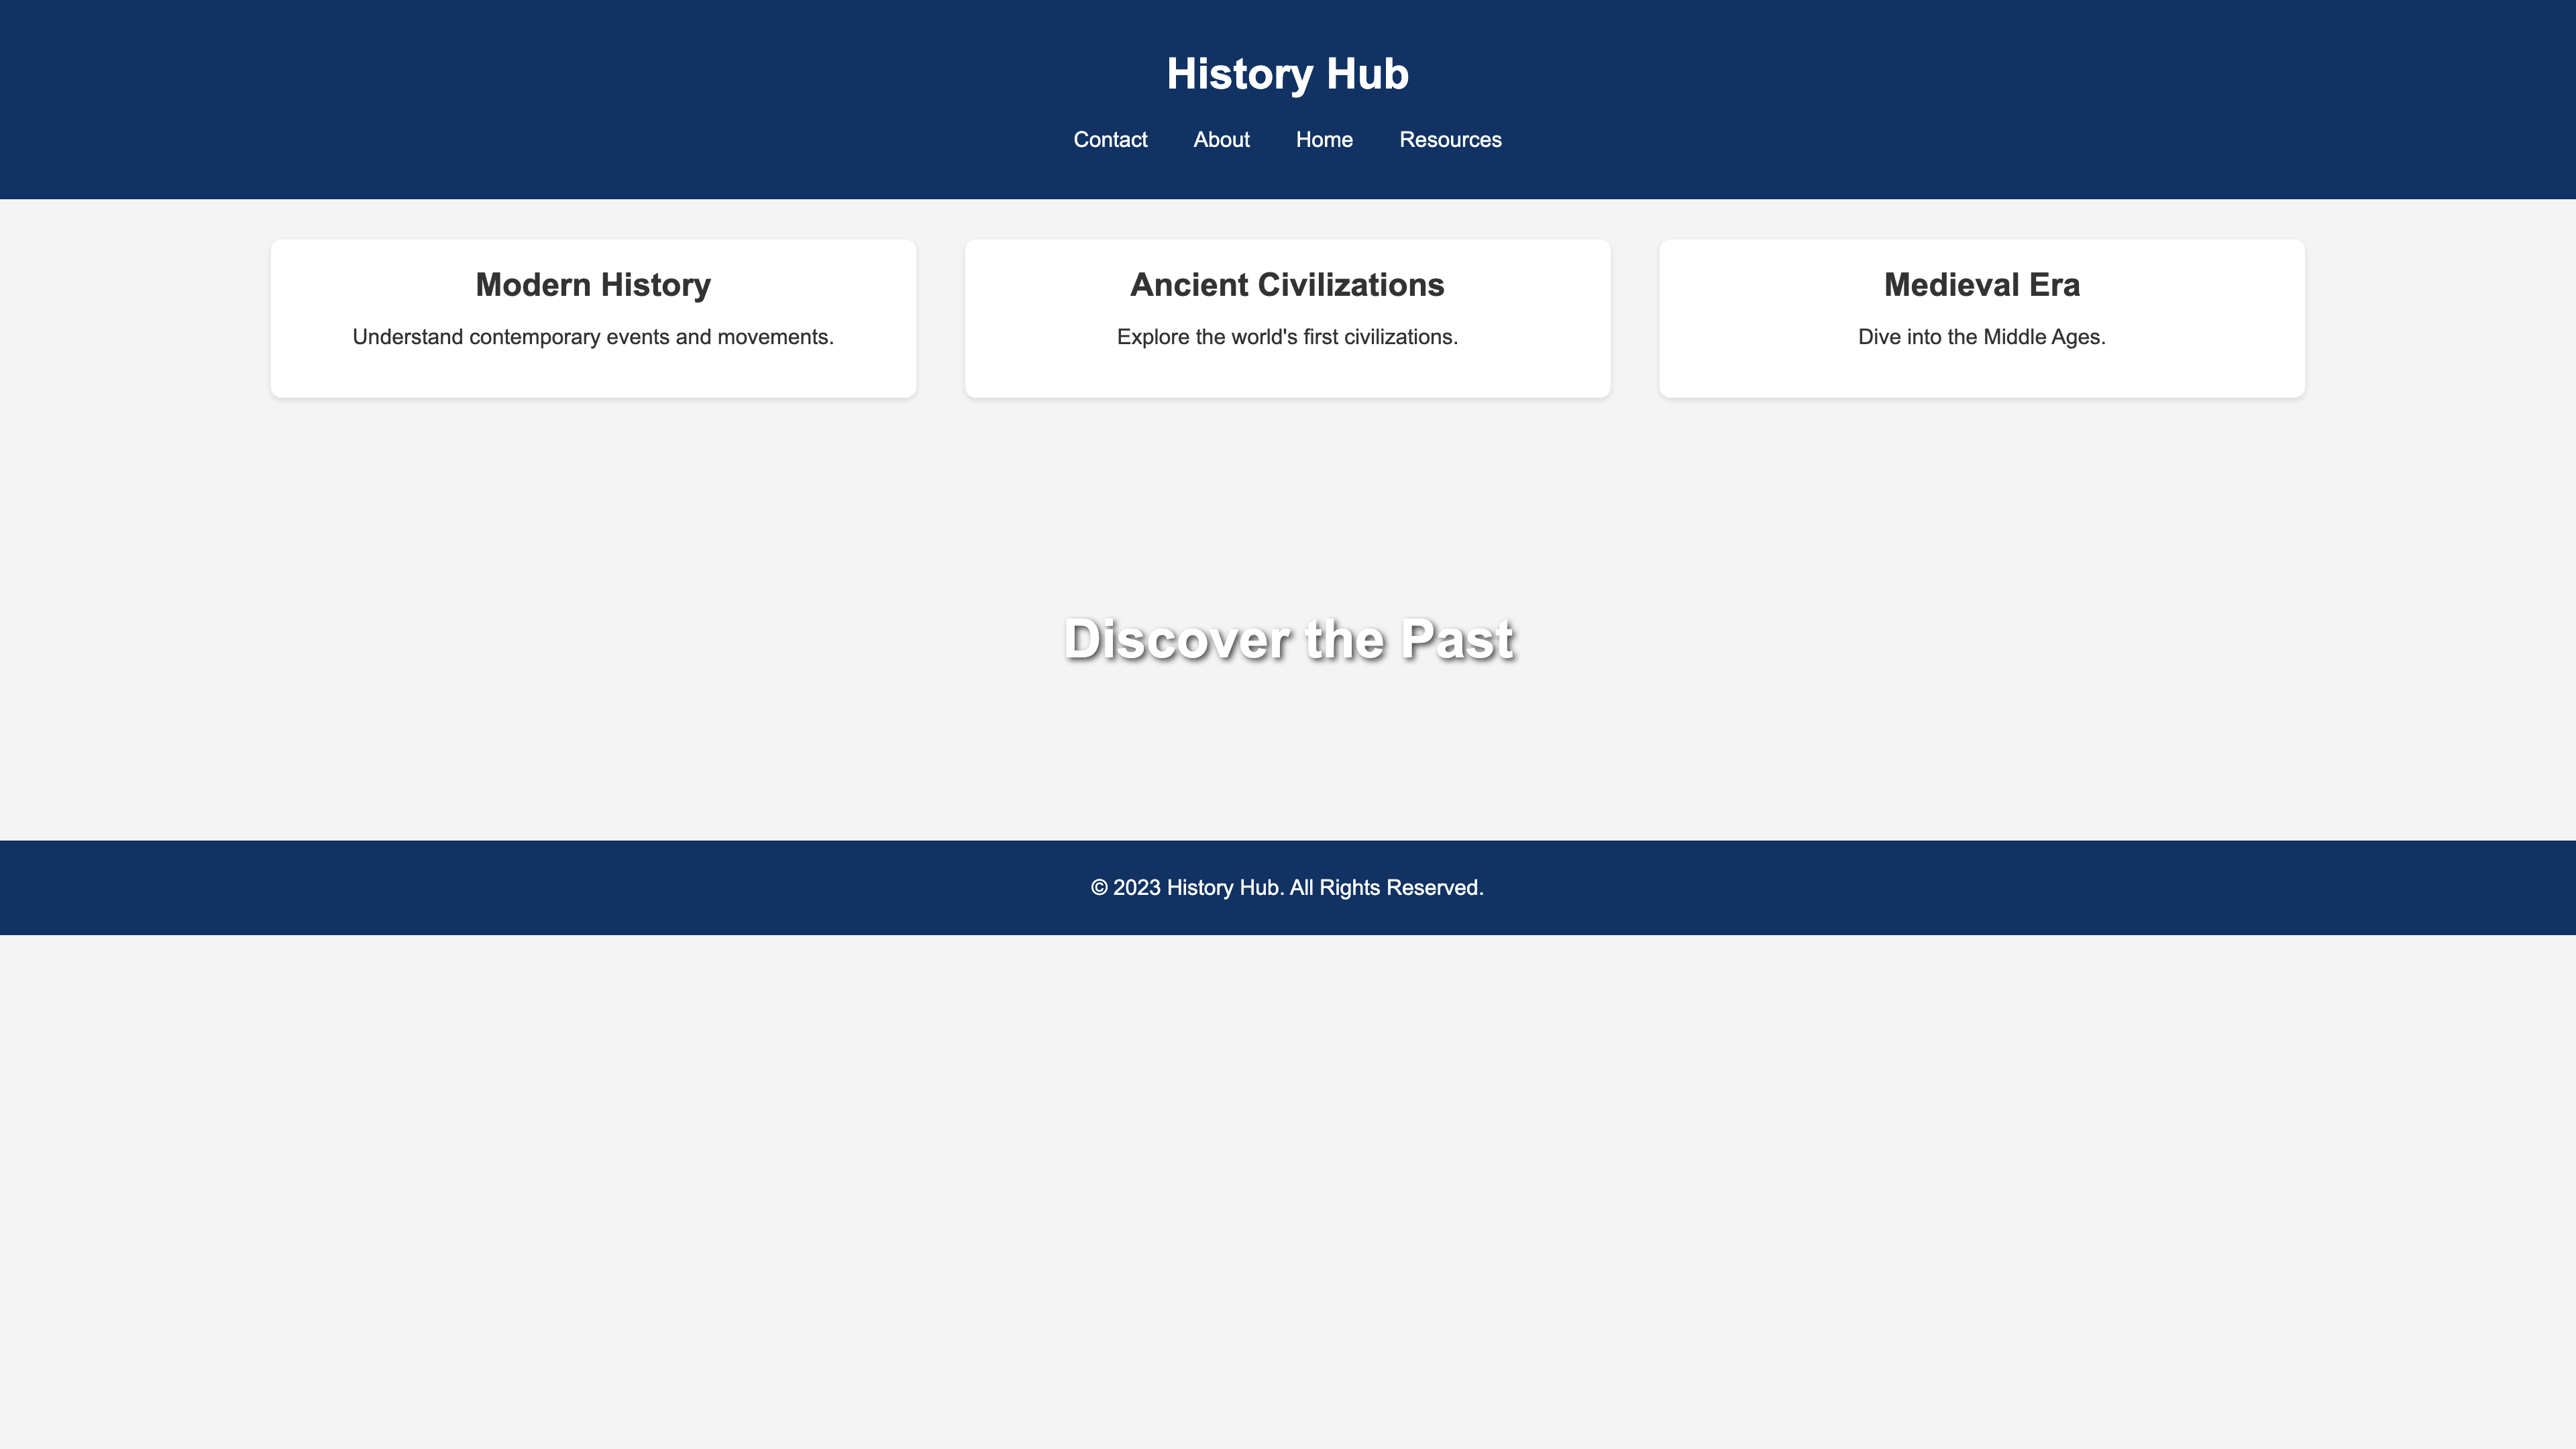 History Hub
Contact About Home Resources
Modern History
Understand contemporary events and movements.
Ancient Civilizations
Explore the world's first civilizations.
Medieval Era
Dive into the Middle Ages.
Discover the Past
© 2023 History Hub. All Rights Reserved.